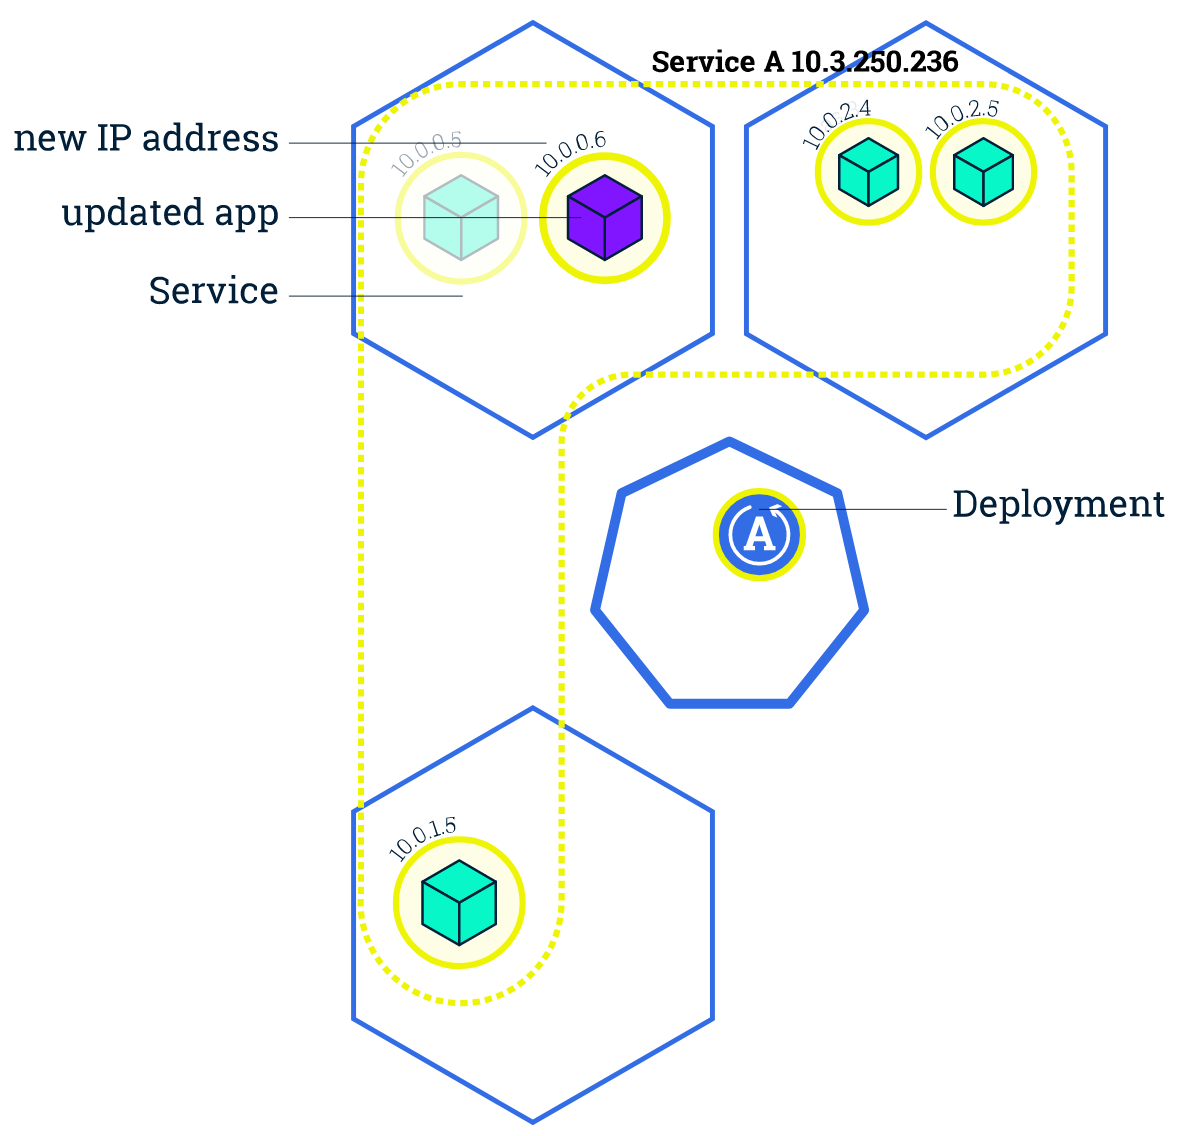 Service A 10.3.250.236
new IP address
10.0.0.5
10.0.0.6
10.0.2.4
10.0.2.5
updated app
Service
A
Deployment
10.0.1.5